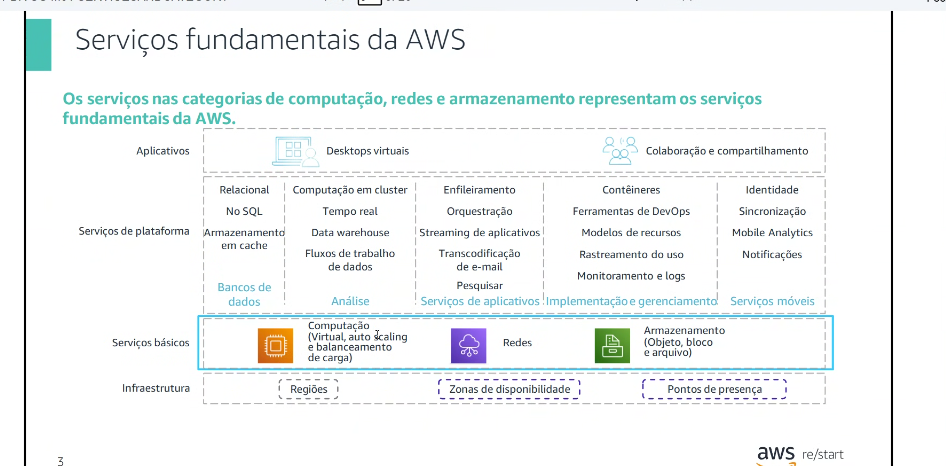 Serviços fundamentais da AWS
Os serviços nas categorias de computação, redes e armazenamento representam os serviços
fundamentais da AWS.
Aplicativos
Desktops virtuais
Colaboração e compartilhamento
Serviços de plataforma
Relacional
No SQL
Armazenamento
em cache
Bancos de
dados
Computação em cluster
Tempo real
Data warehouse
Fluxos de trabalho
de dados
Análise
Enfileiramento
Orquestração
Streaming de aplicativos
Transcodificação
de e-mail
Pesquisar
Serviços de aplicativos
Contêineres
Ferramentas de DevOps
Modelos de recursos
Rastreamento do uso
Monitoramento e logs
Implementação e gerenciamento
Identidade
Sincronização
Mobile Analytics
Notificações
Serviços móveis
Serviços básicos
Computação
(Virtual, auto scaling
e balanceamento
de carga)
Redes
Armazenamento
(Objeto, bloco
e arquivo)
Infraestrutura
Regiões
Zonas de disponibilidade
Pontos de presença
3
aws re/start